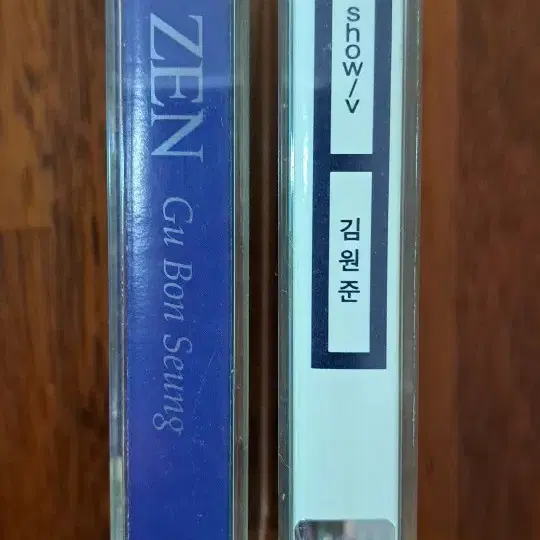 ZEN Gu Bon Seung
show/v
김원준